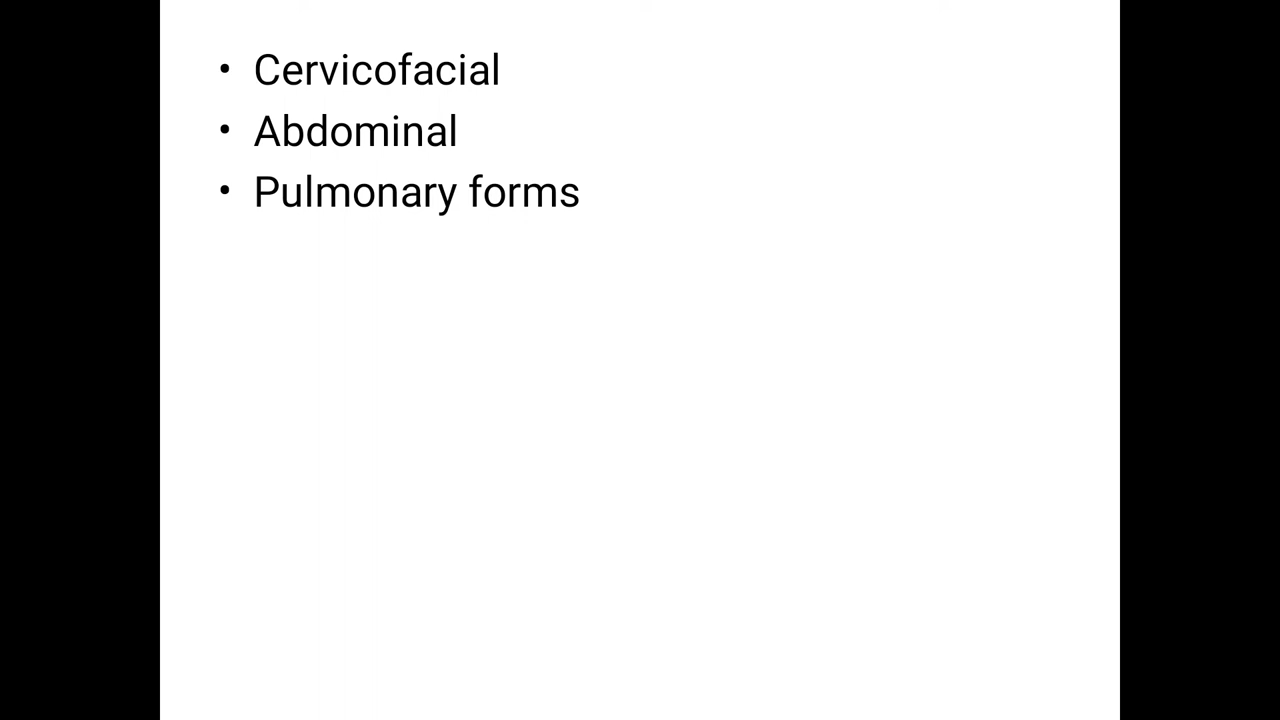 • Cervicofacial
• Abdominal
• Pulmonary forms